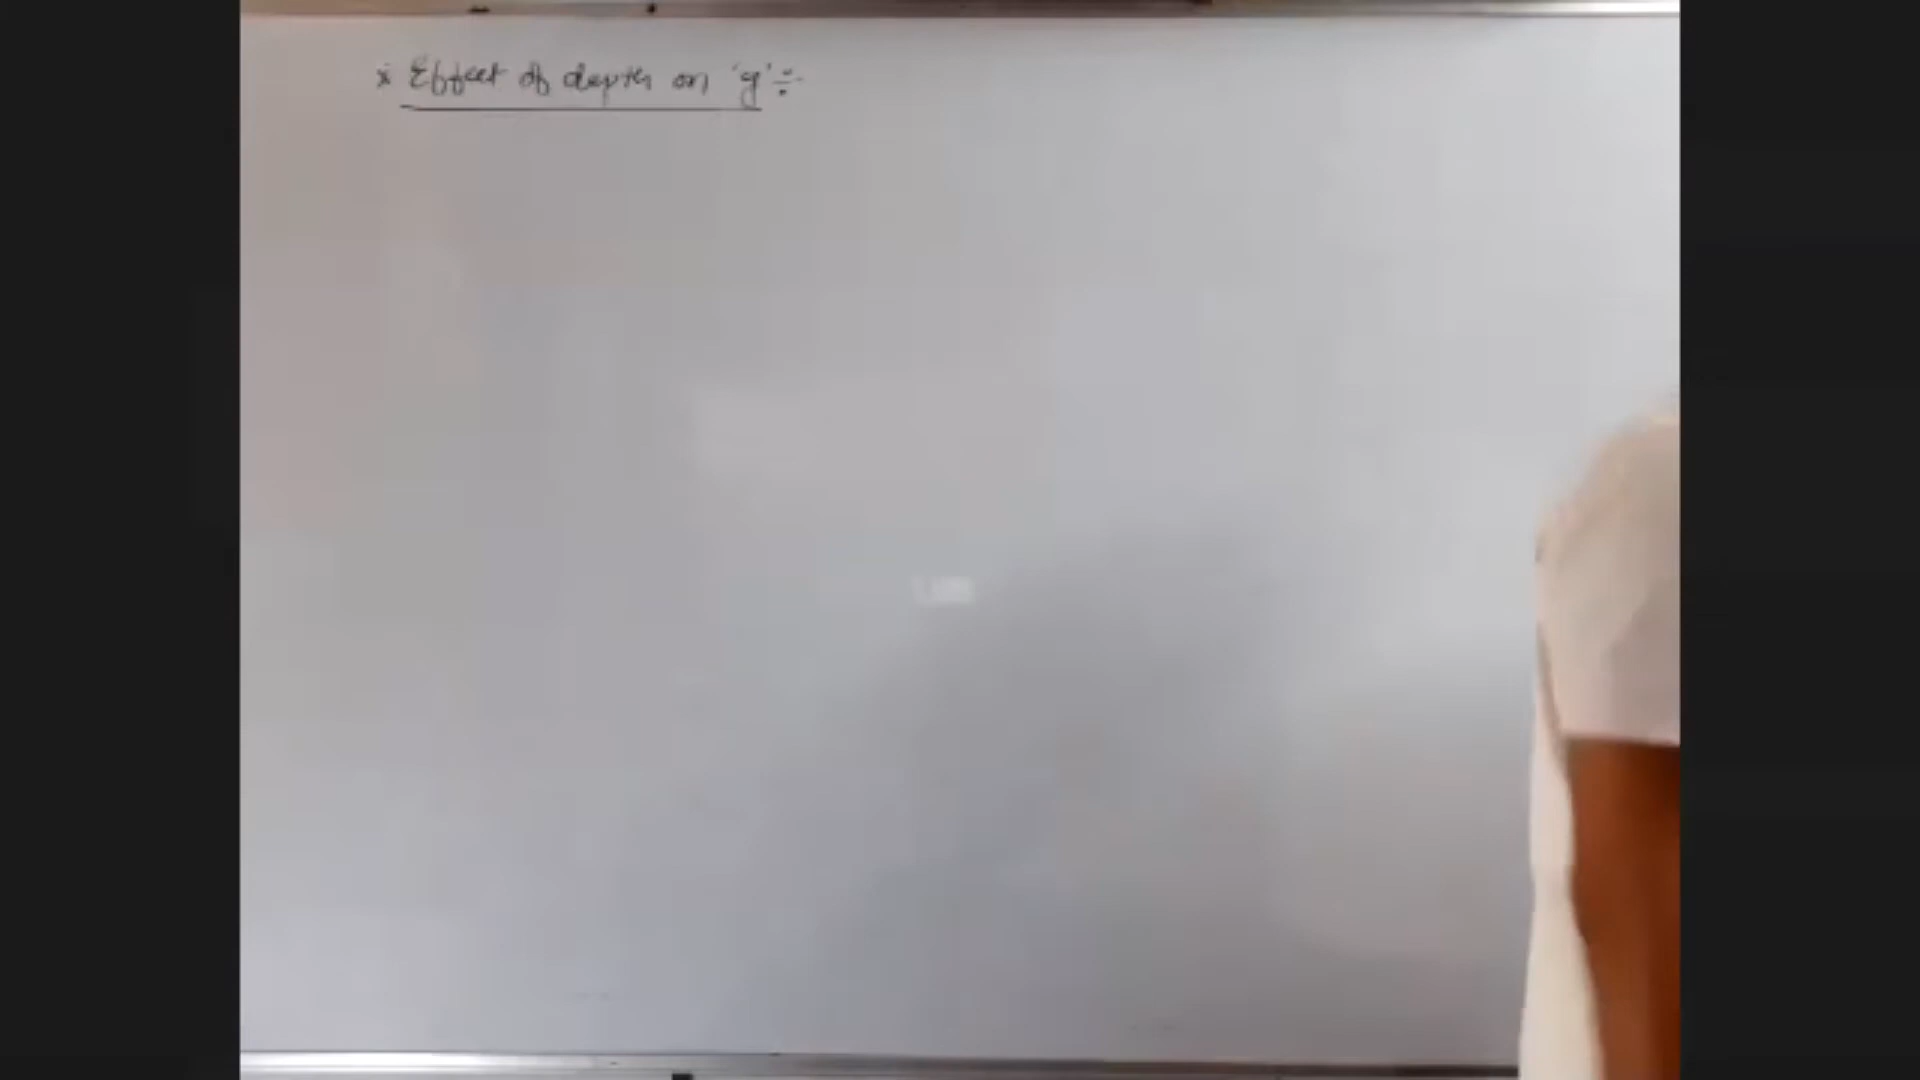 * Effect of depth on 'g' :-